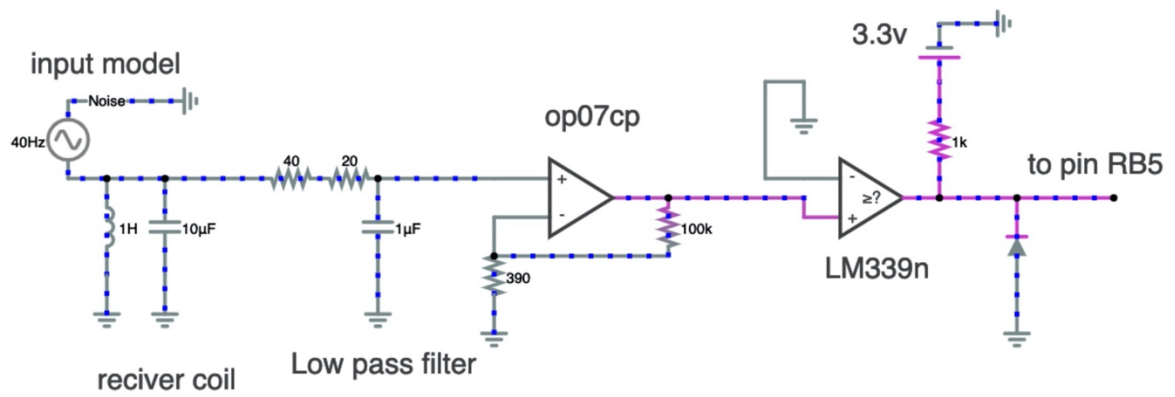 3.3v
input model
Noise
40Hz
op07cp
1k
to pin RB5
40
20
+
-
-
≥?
+
1H
10µF
1µF
100k
390
LM339n
Low pass filter
reciver coil